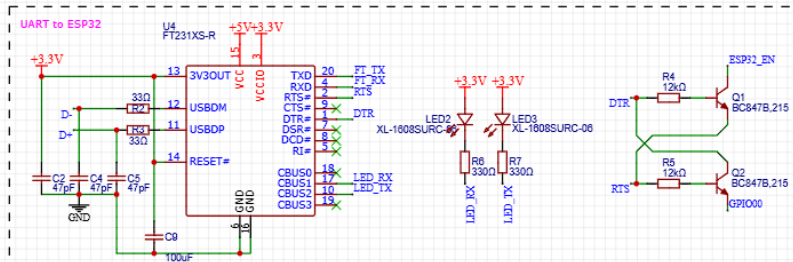 UART to ESP32
U4
FT231XS-R
+5V
+3.3V
+3.3V
15
3
VCC
VCCIO
13
3V3OUT
TXD
20
FT_TX
RXD
4
FT_RX
RTS#
2
RTS
CTS#
9
33Ω
R2
D-
12
USBDM
DTR#
1
DTR
DSR#
7
D+
R3
33Ω
11
USBDP
DCD#
8
RI#
5
14
RESET#
CBUS0
18
CBUS1
17
LED_RX
CBUS2
10
LED_TX
CBUS3
19
C2
47pF
C4
47pF
C5
47pF
GND
GND
GND
6
16
C9
100uF
+3.3V
+3.3V
LED2
XL-1608SURC-
LED3
XL-1608SURC-06
R6
330Ω
R7
330Ω
LED_RX
LED_TX
ESP32_EN
R4
12kΩ
DTR
Q1
BC847B,215
R5
12kΩ
RTS
Q2
BC847B,215
GPIO00